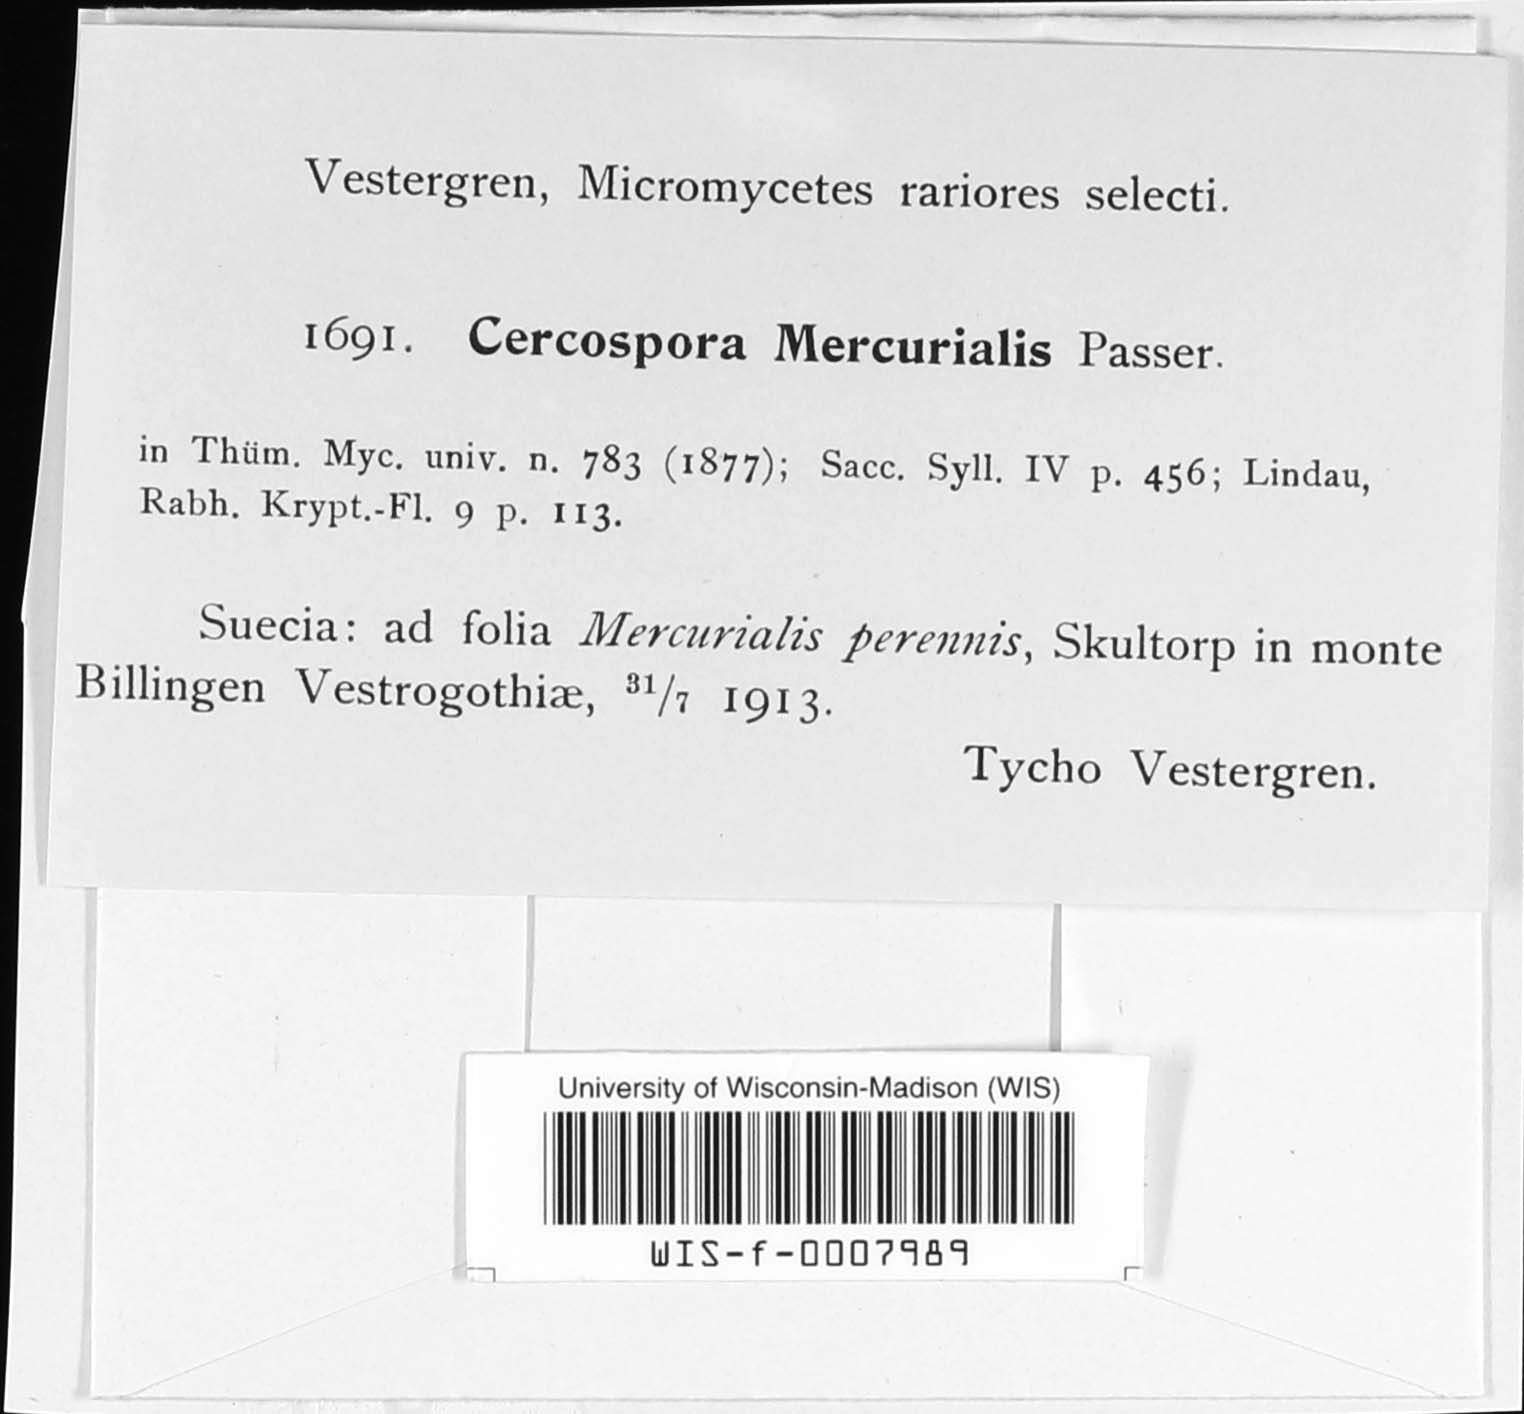 Vestergren, Micromycetes rariores selecti.
1691. Cercospora Mercurialis Passer.
in Thüm. Myc. univ. n. 783 (1877); Sacc. Syll. IV p. 456; Lindau,
Rabh. Krypt.-Fl. 9 p. 113.
Suecia: ad folia Mercurialis perennis, Skultorp in monte
Billingen Vestrogothiæ, 31/7 1913.
Tycho Vestergren.
University of Wisconsin-Madison (WIS)
WIS-f-0007989